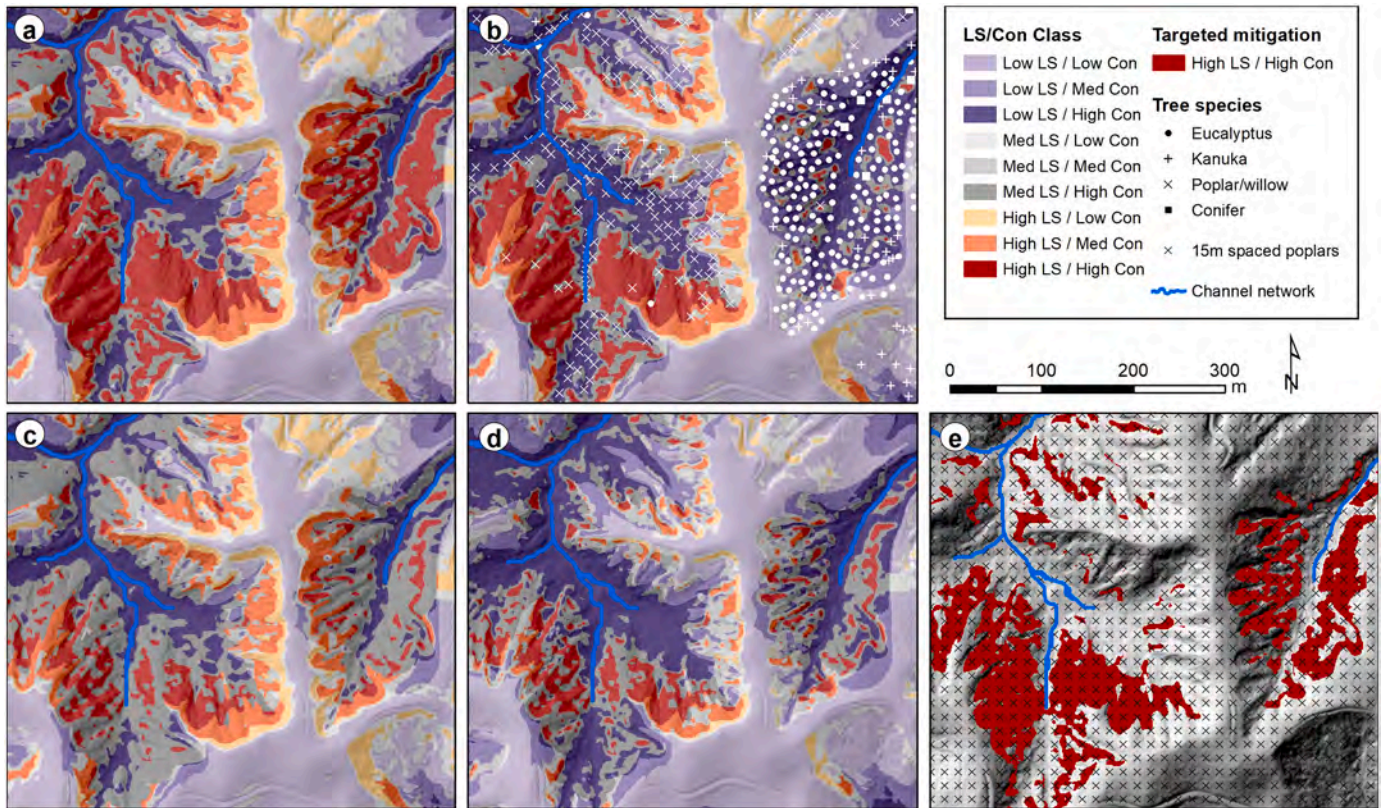 a
b
LS/Con Class
Low LS / Low Con
Low LS / Med Con
Low LS / High Con
Med LS / Low Con
Med LS / Med Con
Med LS / High Con
High LS / Low Con
High LS / Med Con
High LS / High Con
Targeted mitigation
High LS / High Con
Tree species
Eucalyptus
Kanuka
Poplar/willow
Conifer
15m spaced poplars
Channel network
0 100 200 300
m
N
c
d
e